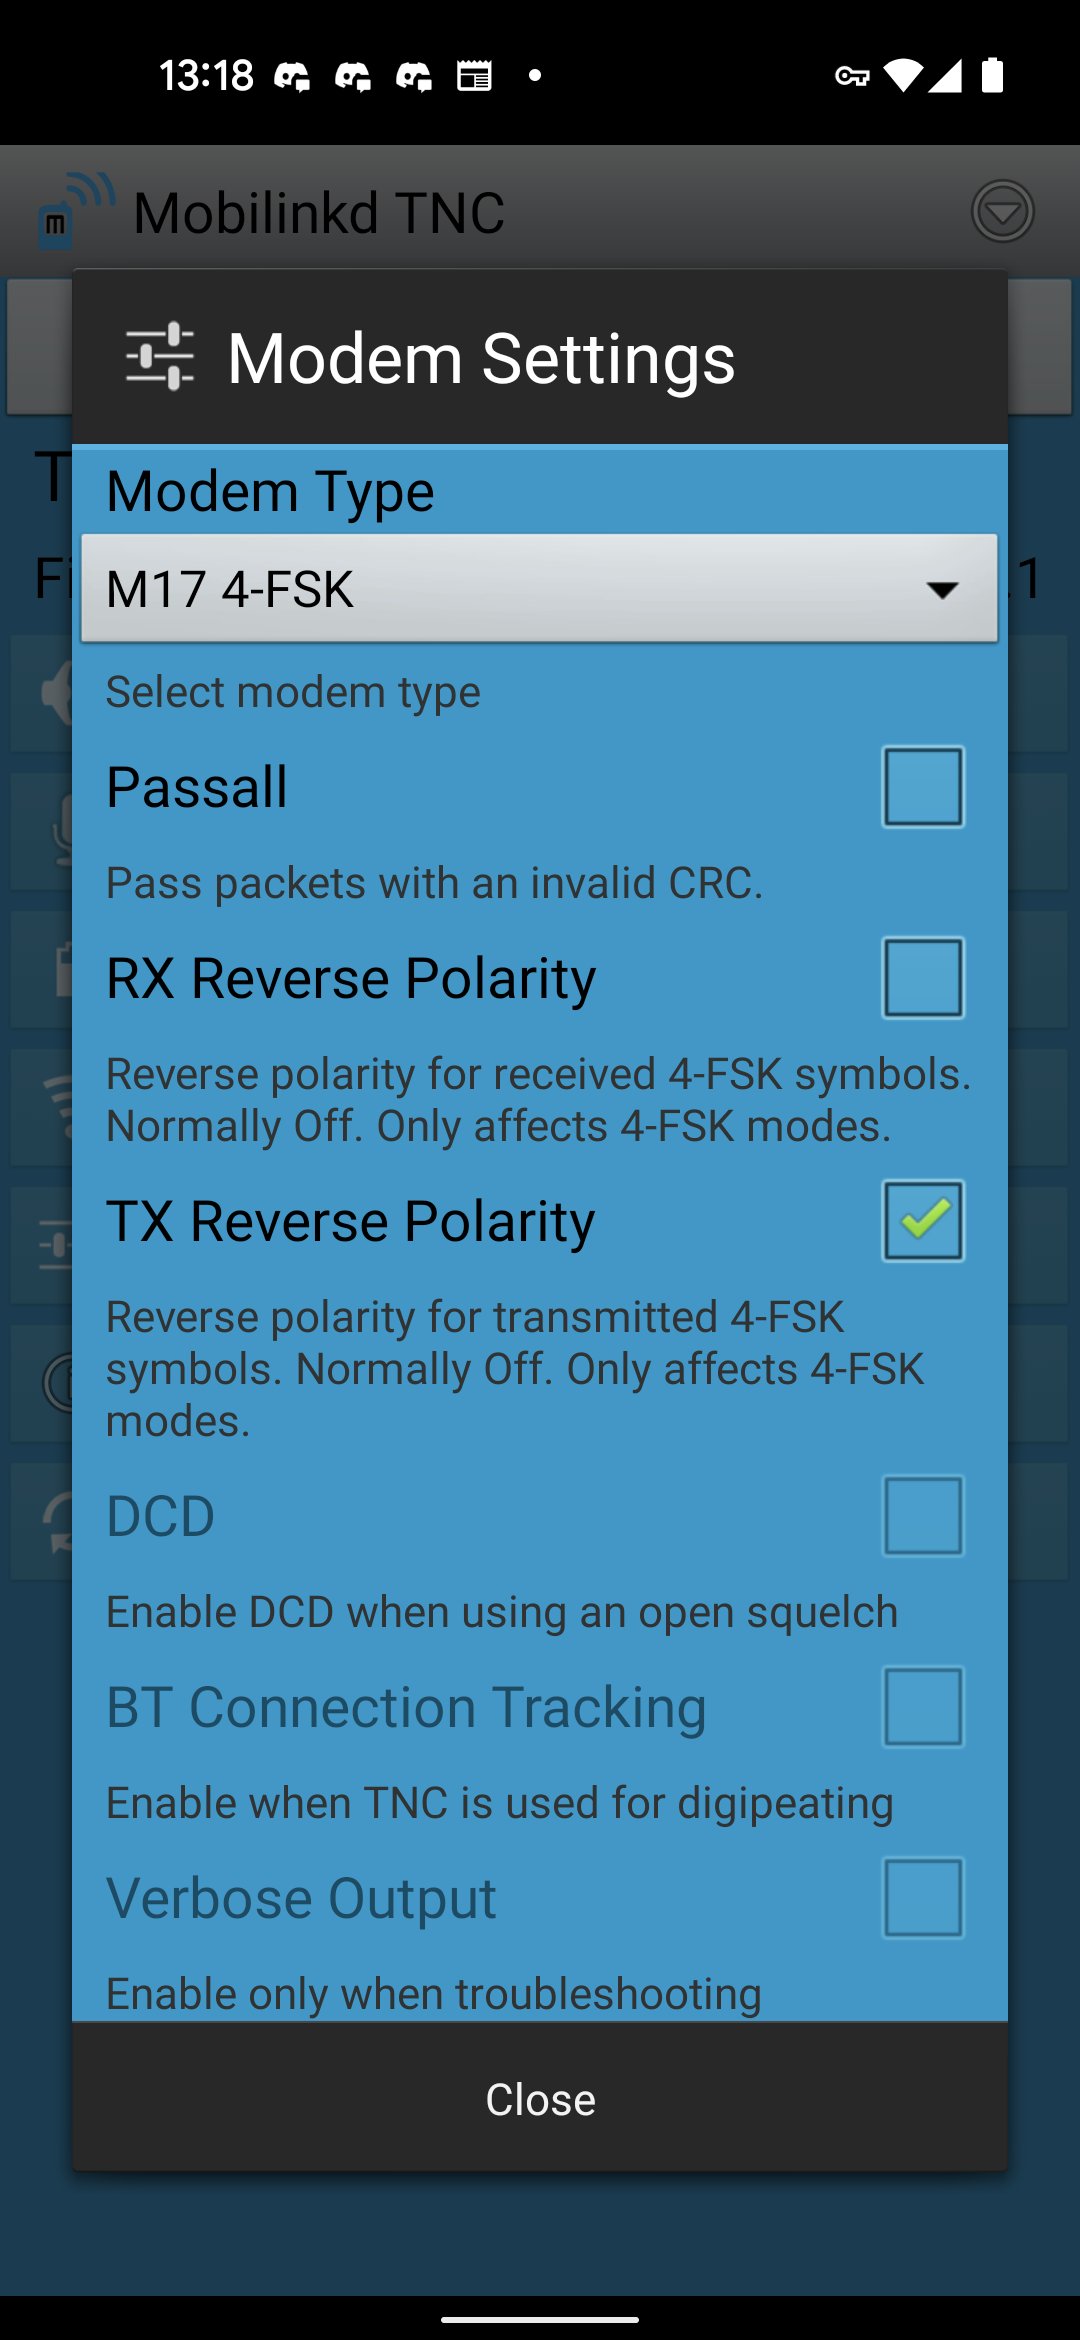 13:18
Mobilinkd TNC
Modem Settings
Modem Type
M17 4-FSK
Select modem type
Passall
Pass packets with an invalid CRC.
RX Reverse Polarity
Reverse polarity for received 4-FSK symbols.
Normally Off. Only affects 4-FSK modes.
TX Reverse Polarity
Reverse polarity for transmitted 4-FSK
symbols. Normally Off. Only affects 4-FSK
modes.
DCD
Enable DCD when using an open squelch
BT Connection Tracking
Enable when TNC is used for digipeating
Verbose Output
Enable only when troubleshooting
Close